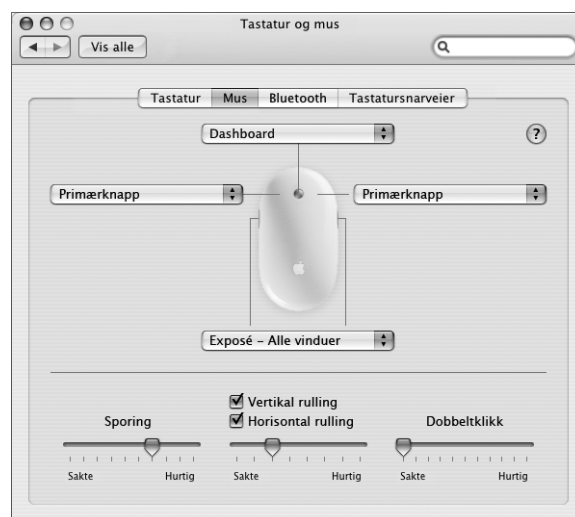 Tastatur og mus
Vis alle
Tastatur Mus Bluetooth Tastatursnarveier
Dashboard
?
Primærknapp Primærknapp
Exposé – Alle vinduer
Vertikal rulling
Sporing Horisontal rulling Dobbeltklikk
Sakte Hurtig Sakte Hurtig Sakte Hurtig